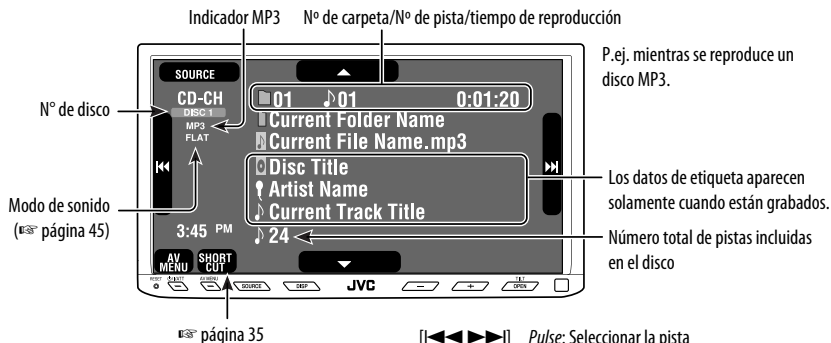 Indicador MP3
Nº de carpeta/Nº de pista/tiempo de reproducción
P.ej. mientras se reproduce un
disco MP3.
N° de disco
Modo de sonido
(☞ página 45)
SOURCE
CD-CH
DISC 1
MP3
FLAT
01 ♪01 0:01:20
Current Folder Name
Current File Name.mp3
Disc Title
Artist Name
♪ Current Track Title
♪ 24
3:45 PM
AV MENU
SHORT CUT
Los datos de etiqueta aparecen
solamente cuando están grabados.
Número total de pistas incluidas
en el disco
RESET
AV MENU
SOURCE
DISP
JVC
TILT
OPEN
☞ página 35
[|◀◀ ▶▶|] Pulse: Seleccionar la pista